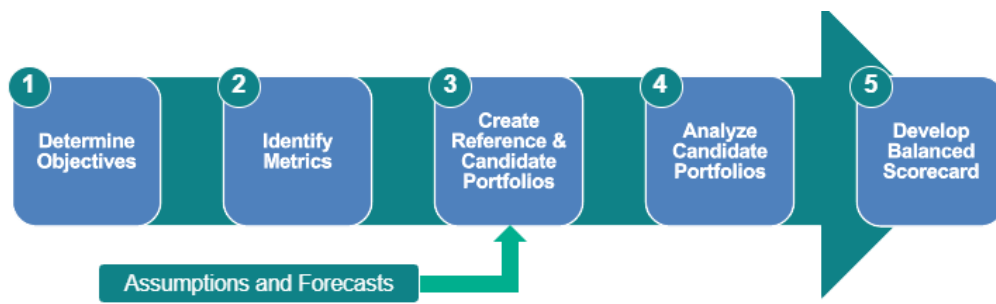 1
Determine
Objectives
2
Identify
Metrics
3
Create
Reference &
Candidate
Portfolios
4
Analyze
Candidate
Portfolios
5
Develop
Balanced
Scorecard
Assumptions and Forecasts